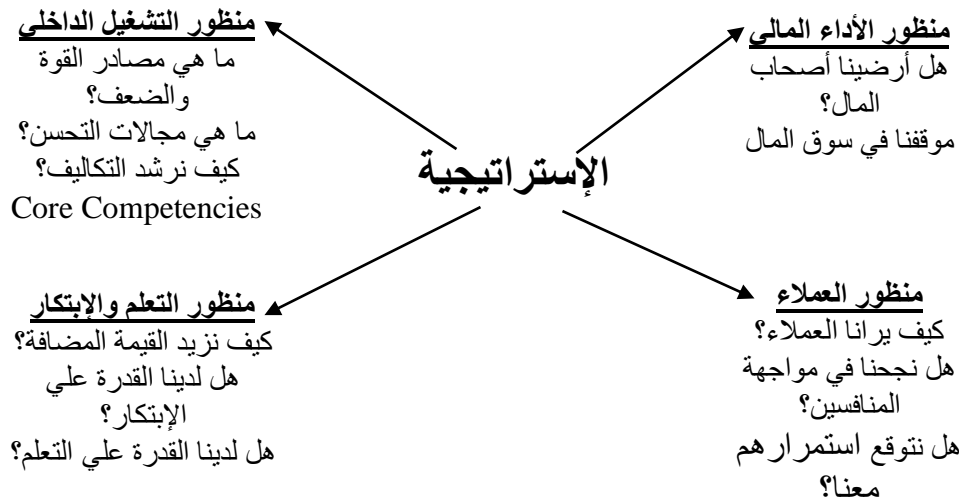 منظور الأداء المالي
هل أرضينا أصحاب
المال؟
موقفنا في سوق المال
منظور التشغيل الداخلي
ما هي مصادر القوة
والضعف؟
ما هي مجالات التحسن؟
كيف نرشد التكاليف؟
Core Competencies
الإستراتيجية
منظور العملاء
كيف يرانا العملاء؟
هل نجحنا في مواجهة
المنافسين؟
هل نتوقع استمرارهم
معنا؟
منظور التعلم والإبتكار
كيف نزيد القيمة المضافة؟
هل لدينا القدرة علي
الإبتكار؟
هل لدينا القدرة علي التعلم؟